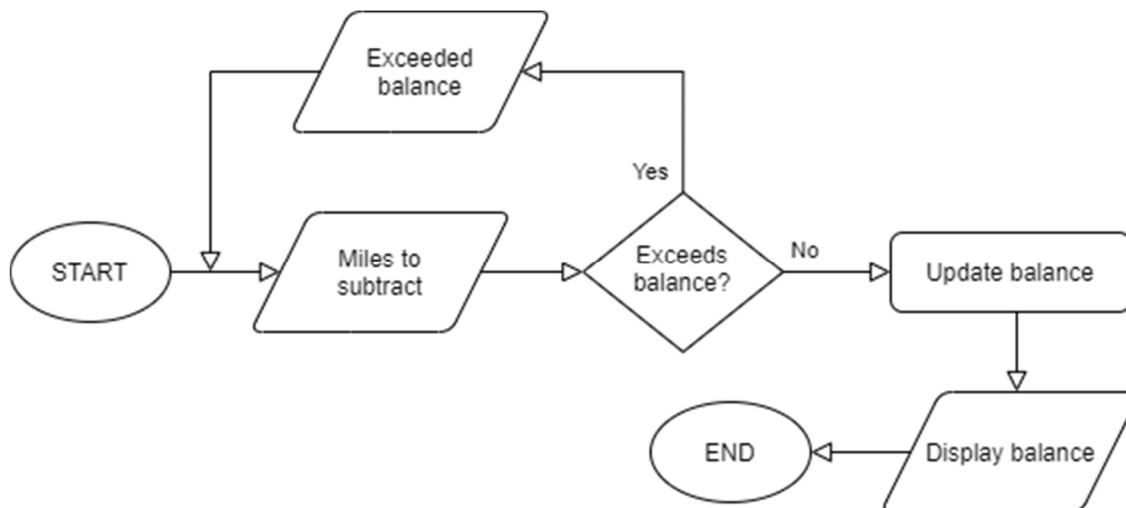 Exceeded
balance
Yes
START
Miles to
subtract
Exceeds
balance?
No
Update balance
END
Display balance